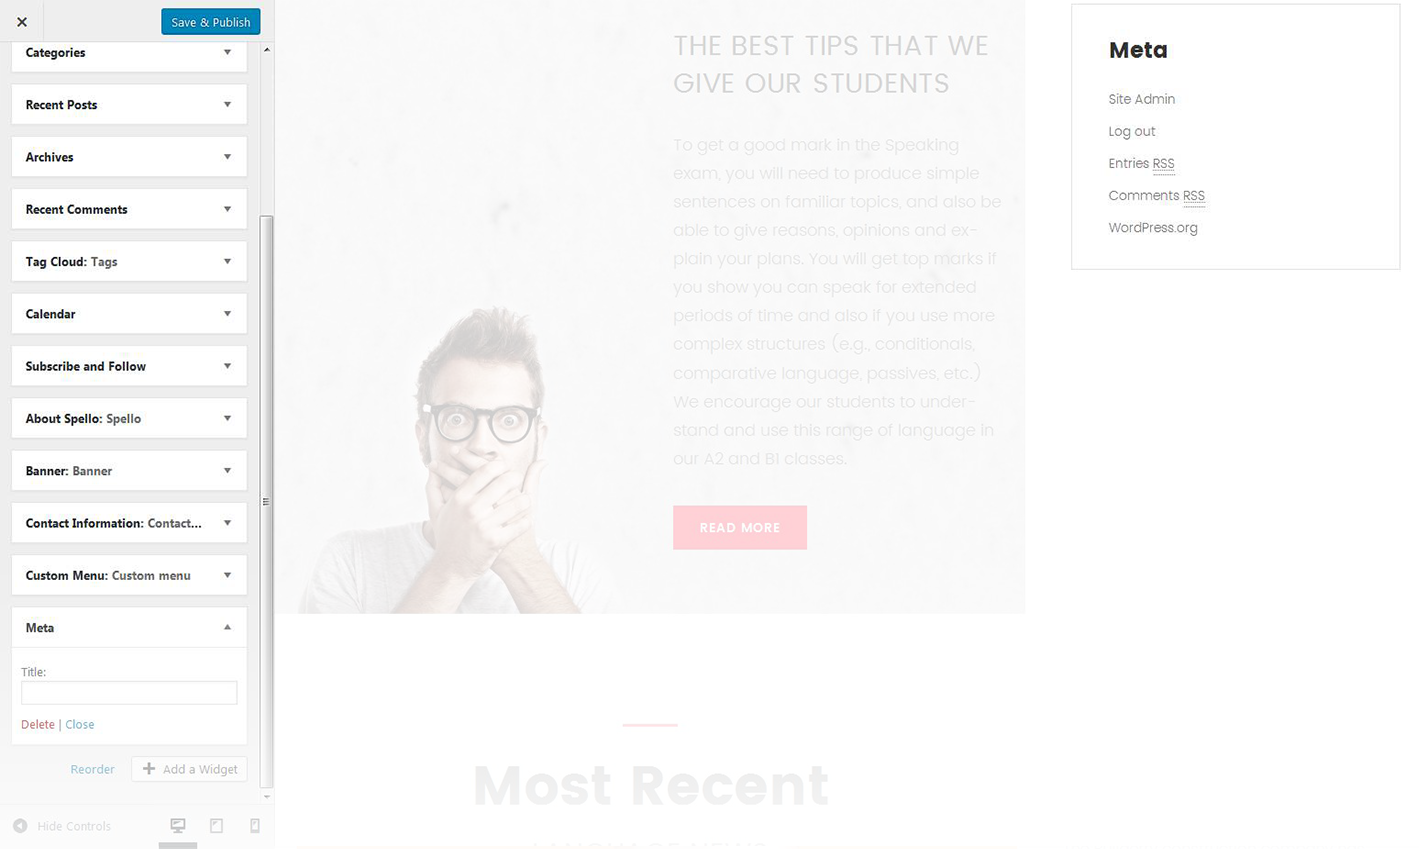 Save & Publish
Categories
Recent Posts
Archives
Recent Comments
Tag Cloud: Tags
Calendar
Subscribe and Follow
About Spello: Spello
Banner: Banner
Contact Information: Contact...
Custom Menu: Custom menu
Meta
Title:
Delete | Close
Reorder
Add a Widget
Hide Controls
THE BEST TIPS THAT WE
GIVE OUR STUDENTS
To get a good mark in the Speaking
exam, you will need to produce simple
sentences on familiar topics, and also be
able to give reasons, opinions and ex-
plain your plans. You will get top marks if
you show you can speak for extended
periods of time and also if you use more
complex structures (e.g., conditionals,
comparative language, passives, etc.)
We encourage our students to under-
stand and use this range of language in
our A2 and B1 classes.
READ MORE
Most Recent
LANGUAGE NEWS
Meta
Site Admin
Log out
Entries RSS
Comments RSS
WordPress.org